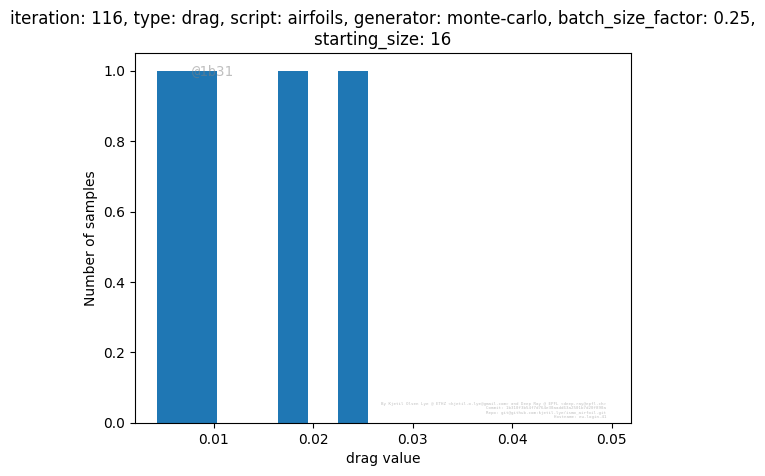 iteration: 116, type: drag, script: airfoils, generator: monte-carlo, batch_size_factor: 0.25,
starting_size: 16
1.0
@1b31
0.8
0.6
0.4
0.2
0.0
Number of samples
0.01
0.02
0.03
0.04
0.05
drag value